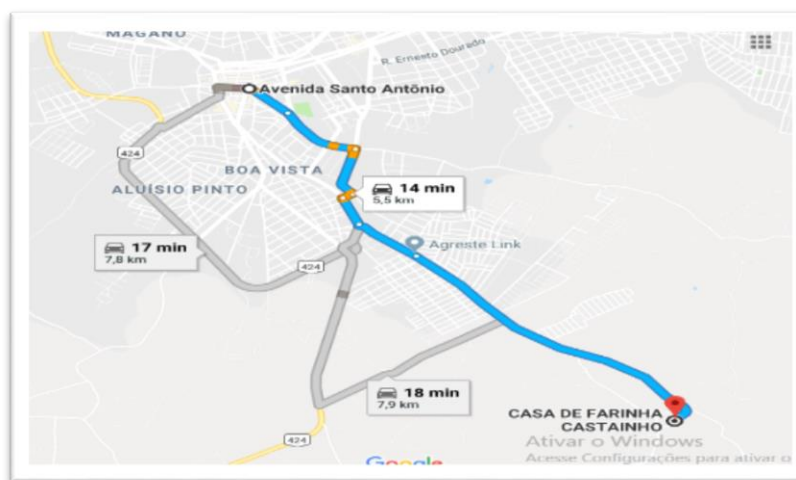 MAGANO
R. Ernesto Dourado
Avenida Santo Antônio
424
BOA VISTA
ALUÍSIO PINTO
14 min
5,5 km
17 min
7,8 km
Agreste Link
424
18 min
7,9 km
CASA DE FARINHA
CASTAINHO
424
Ativar o Windows
Acesse Configurações para ativar o
Google